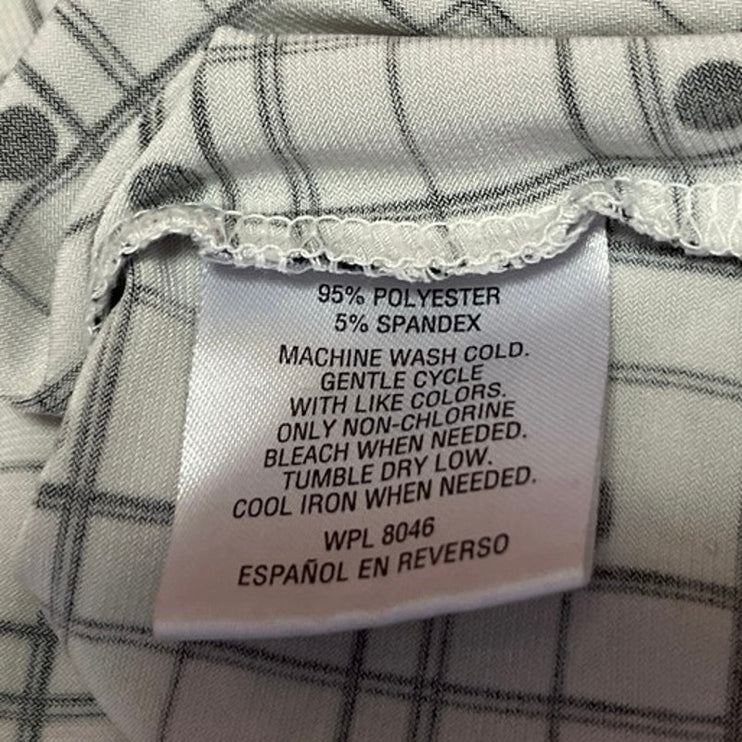 95% POLYESTER
5% SPANDEX
MACHINE WASH COLD.
GENTLE CYCLE
WITH LIKE COLORS.
ONLY NON-CHLORINE
BLEACH WHEN NEEDED.
TUMBLE DRY LOW.
COOL IRON WHEN NEEDED.
WPL 8046
ESPAÑOL EN REVERSO